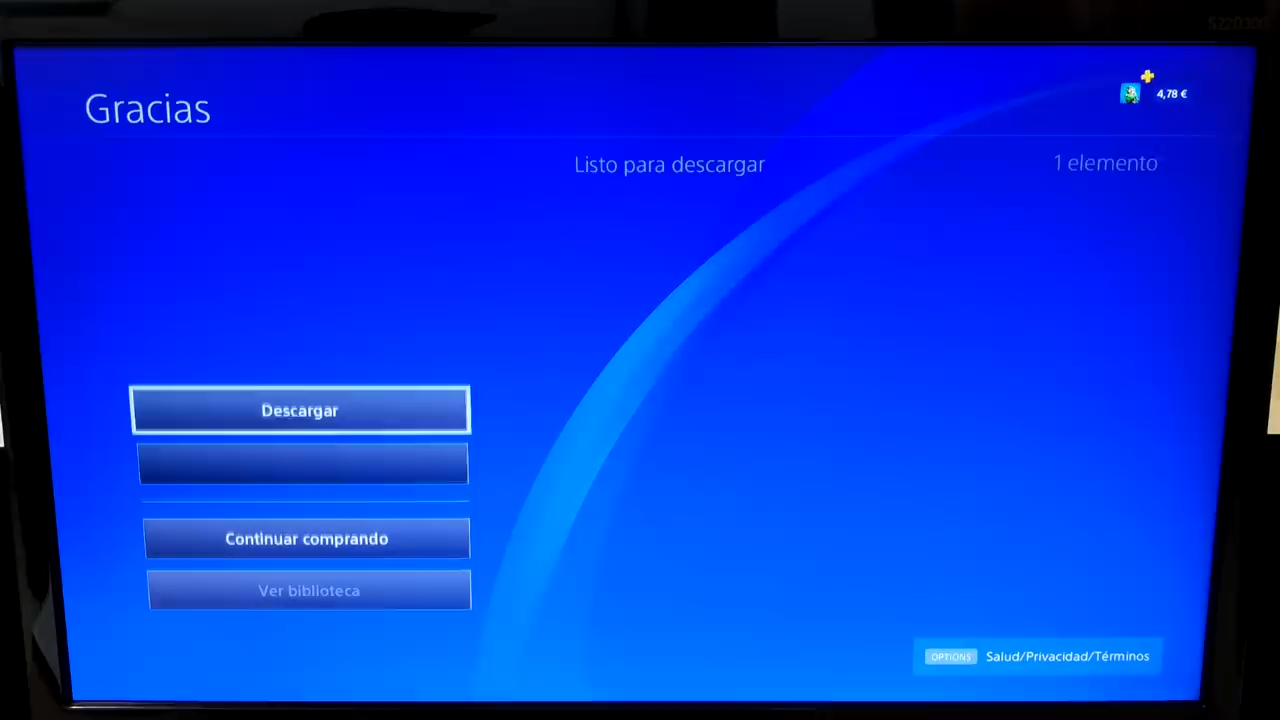 Gracias
4,78 €
Listo para descargar
1 elemento
Descargar
Continuar comprando
Ver biblioteca
OPTIONS Salud/Privacidad/Términos